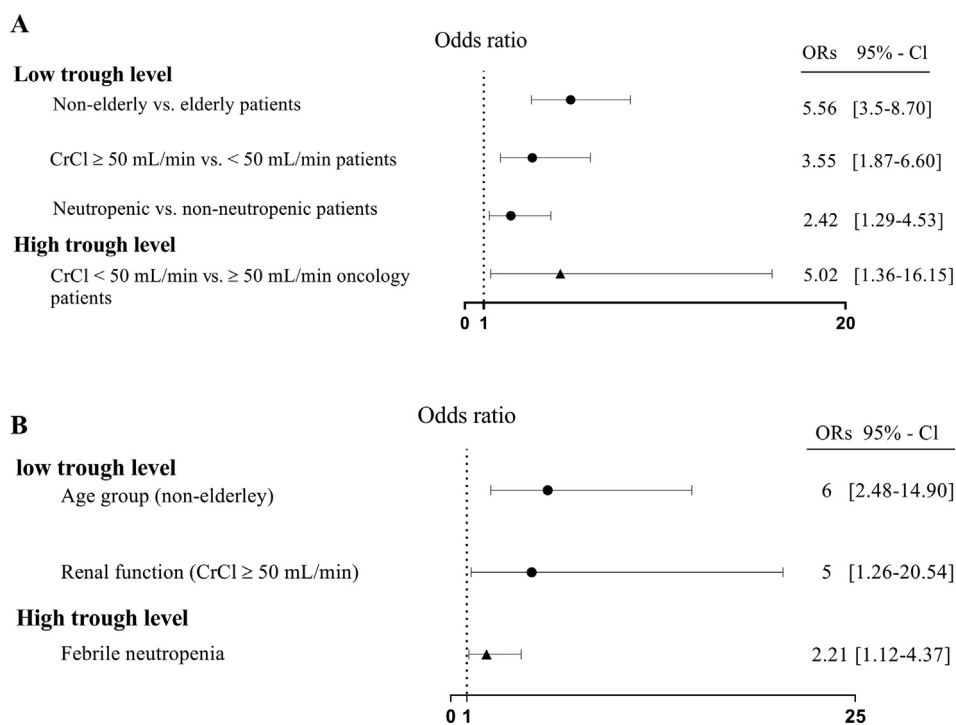 A
Odds ratio
ORs 95% - Cl
Low trough level
Non-elderly vs. elderly patients
5.56 [3.5-8.70]
CrCl ≥ 50 mL/min vs. < 50 mL/min patients
3.55 [1.87-6.60]
Neutropenic vs. non-neutropenic patients
2.42 [1.29-4.53]
High trough level
CrCl < 50 mL/min vs. ≥ 50 mL/min oncology
patients
5.02 [1.36-16.15]
0 1 20
B
Odds ratio
ORs 95% - Cl
low trough level
Age group (non-elderley)
6 [2.48-14.90]
Renal function (CrCl ≥ 50 mL/min)
5 [1.26-20.54]
High trough level
Febrile neutropenia
2.21 [1.12-4.37]
0 1 25